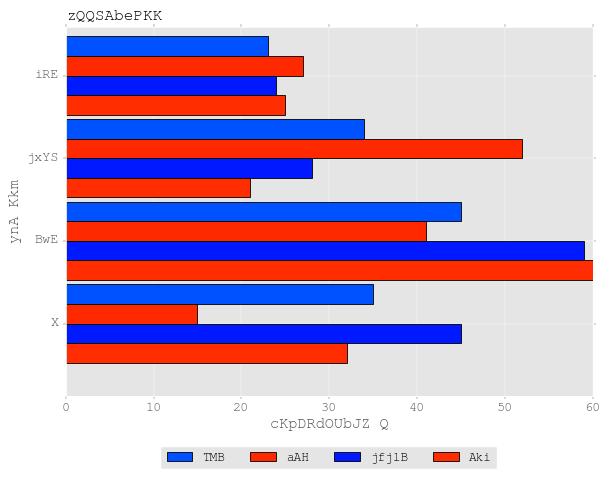 zQQSAbePKK
iRE
jxYS
BwE
X
ynA Kkm
0 10 20 30 40 50 60
cKpDRdOUbJZ Q
TMB aAH jfjlB Aki